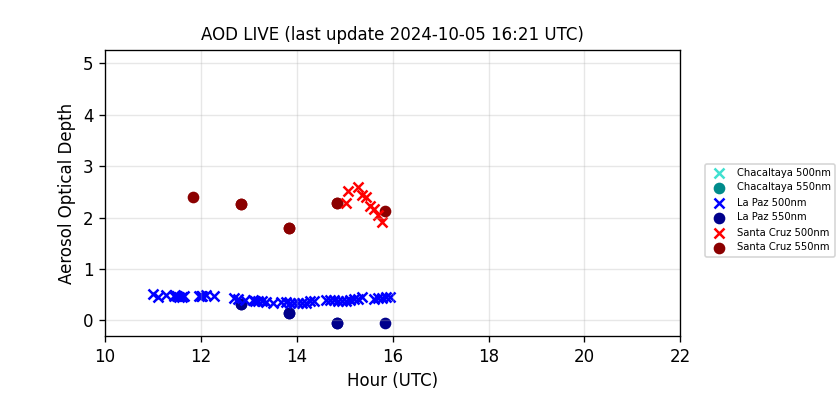 AOD LIVE (last update 2024-10-05 16:21 UTC)
Aerosol Optical Depth
5
4
3
2
1
0
10 12 14 16 18 20 22
Hour (UTC)
Chacaltaya 500nm
Chacaltaya 550nm
La Paz 500nm
La Paz 550nm
Santa Cruz 500nm
Santa Cruz 550nm